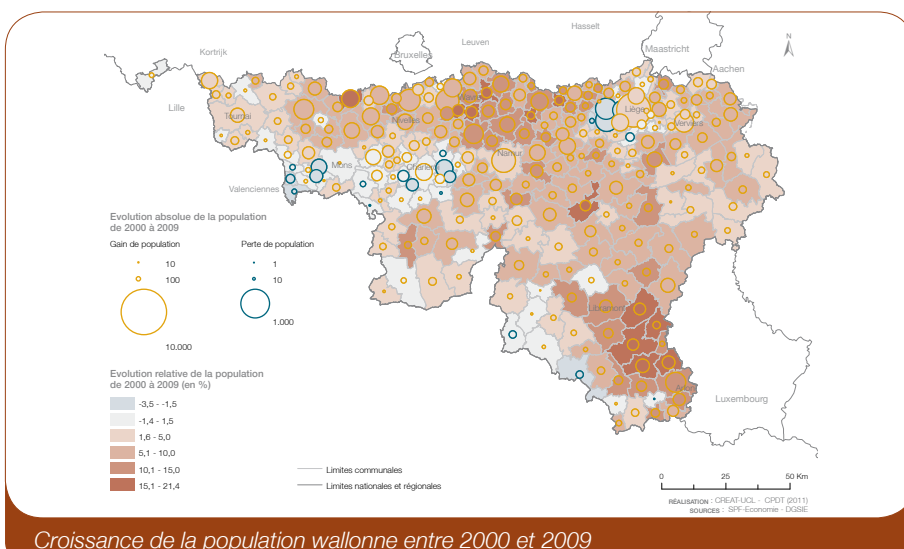 Hasselt
Kortrijk
Leuven
Bruxelles
Maastricht
N
Aachen
Lille
Tournai
Wavre
Liège
Nivelles
Verviers
Mons
Namur
Charleroi
Valenciennes
Evolution absolue de la population
de 2000 à 2009
Gain de population
Perte de population
10
1
100
10
1.000
10.000
Libramont
Arlon
Luxembourg
Evolution relative de la population
de 2000 à 2009 (en %)
-3,5 - -1,5
-1,4 - 1,5
1,6 - 5,0
5,1 - 10,0
10,1 - 15,0
15,1 - 21,4
Limites communales
Limites nationales et régionales
0 25 50 Km
RÉALISATION : CREAT-UCL - CPDT (2011)
SOURCES : SPF-Economie - DGSIE
Croissance de la population wallonne entre 2000 et 2009